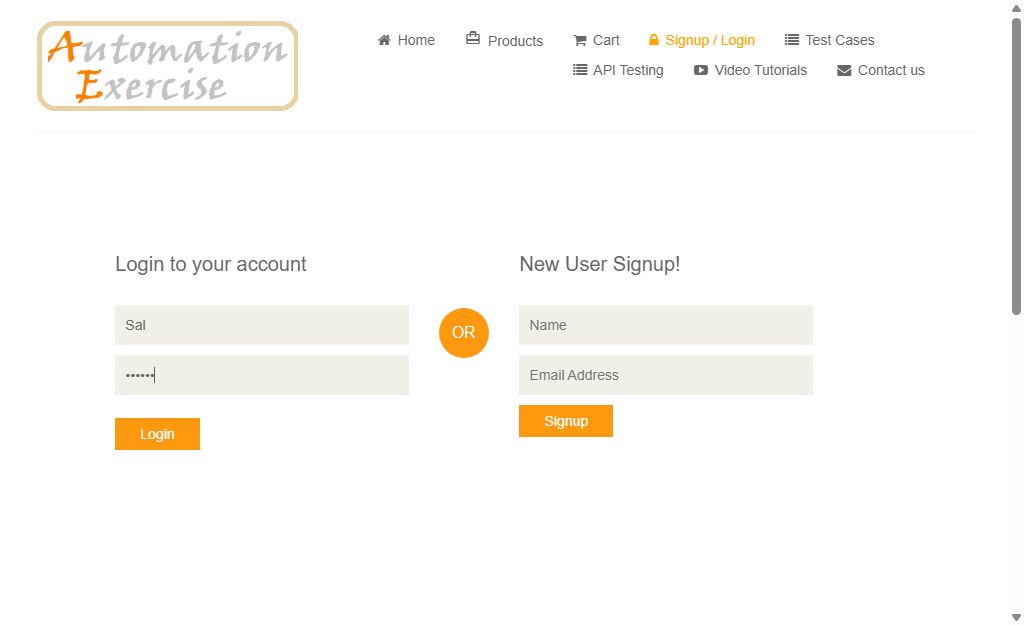 Automation
Exercise
Home
Products
Cart
Signup / Login
Test Cases
API Testing
Video Tutorials
Contact us
Login to your account
New User Signup!
Sal
••••••
OR
Name
Email Address
Login
Signup